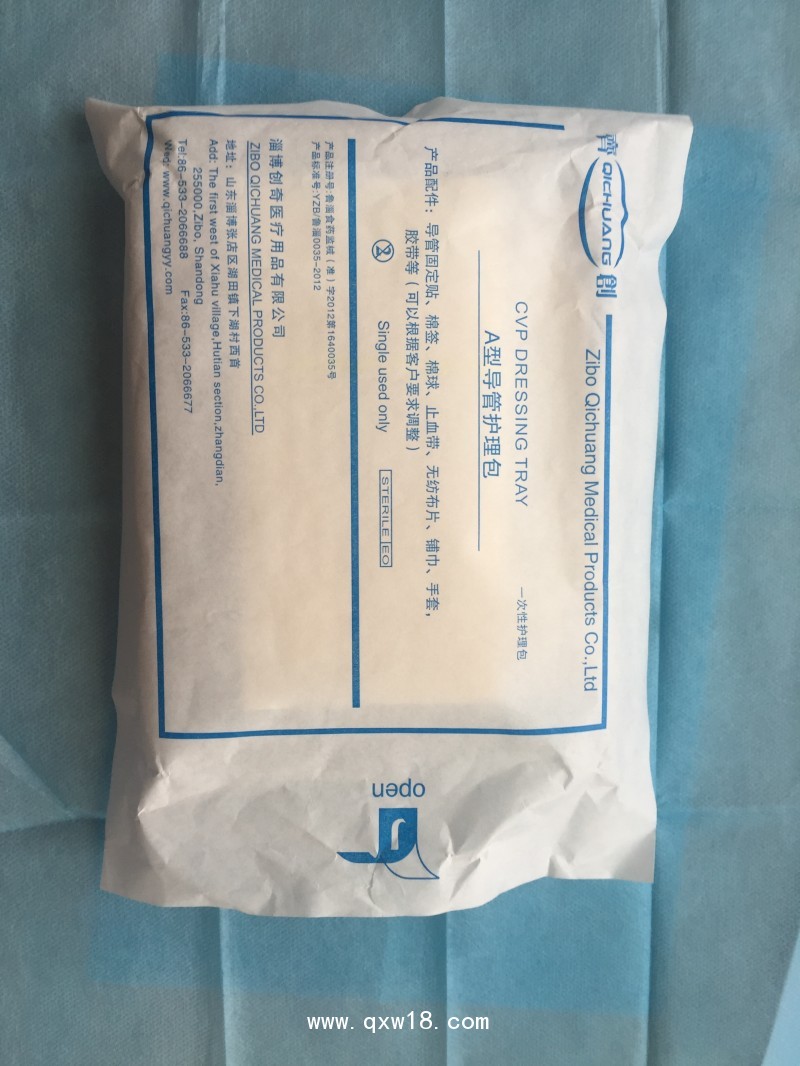 QICHUANG 创
Zibo Qichuang Medical Products Co.,Ltd
CVP DRESSING TRAY
一次性护理包
A型导管护理包
产品配件：导管固定贴、棉签、棉球、止血带、无纺布片、铺巾、手套，
胶带等（可以根据客户要求调整）
2
Single used only
STERILE EO
产品注册号:鲁淄食药监械（准）字2012第1640035号
产品标准号:YZB/鲁淄0035-2012
淄博创奇医疗用品有限公司
ZIBO QICHUANG MEDICAL PRODUCTS CO.,LTD
地址：山东淄博张店区湖田镇下湖村西首
Add: The first west of Xiahu village,Hutian section,zhangdian,
255000 Zibo, Shandong
Tel:86-533-2066688 Fax:86-533-2066677
www.qichuangyy.com
open
www.qxw18.com